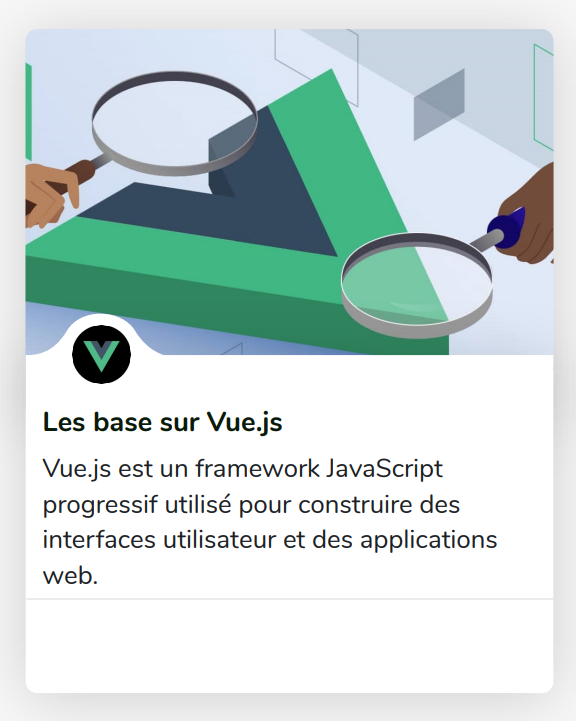 Les base sur Vue.js
Vue.js est un framework JavaScript
progressif utilisé pour construire des
interfaces utilisateur et des applications
web.